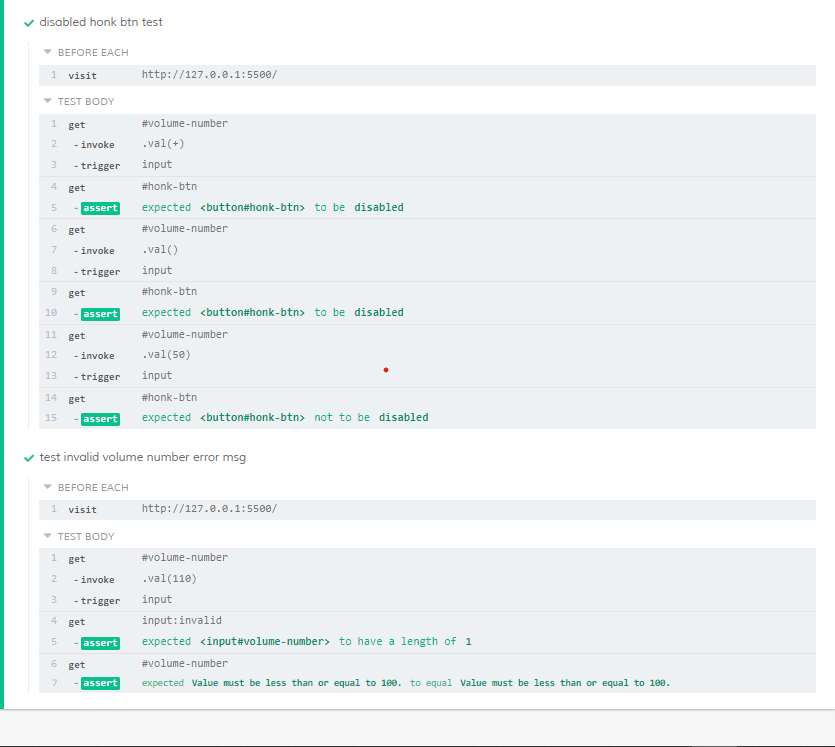 disabled honk btn test
BEFORE EACH
1 visit http://127.0.0.1:5500/
TEST BODY
1 get #volume-number
2 -invoke .val(+)
3 -trigger input
4 get #honk-btn
5 -assert expected <button#honk-btn> to be disabled
6 get #volume-number
7 -invoke .val()
8 -trigger input
9 get #honk-btn
10 -assert expected <button#honk-btn> to be disabled
11 get #volume-number
12 -invoke .val(50)
13 -trigger input
14 get #honk-btn
15 -assert expected <button#honk-btn> not to be disabled
test invalid volume number error msg
BEFORE EACH
1 visit http://127.0.0.1:5500/
TEST BODY
1 get #volume-number
2 -invoke .val(110)
3 -trigger input
4 get input:invalid
5 -assert expected <input#volume-number> to have a length of 1
6 get #volume-number
7 -assert expected Value must be less than or equal to 100. to equal Value must be less than or equal to 100.